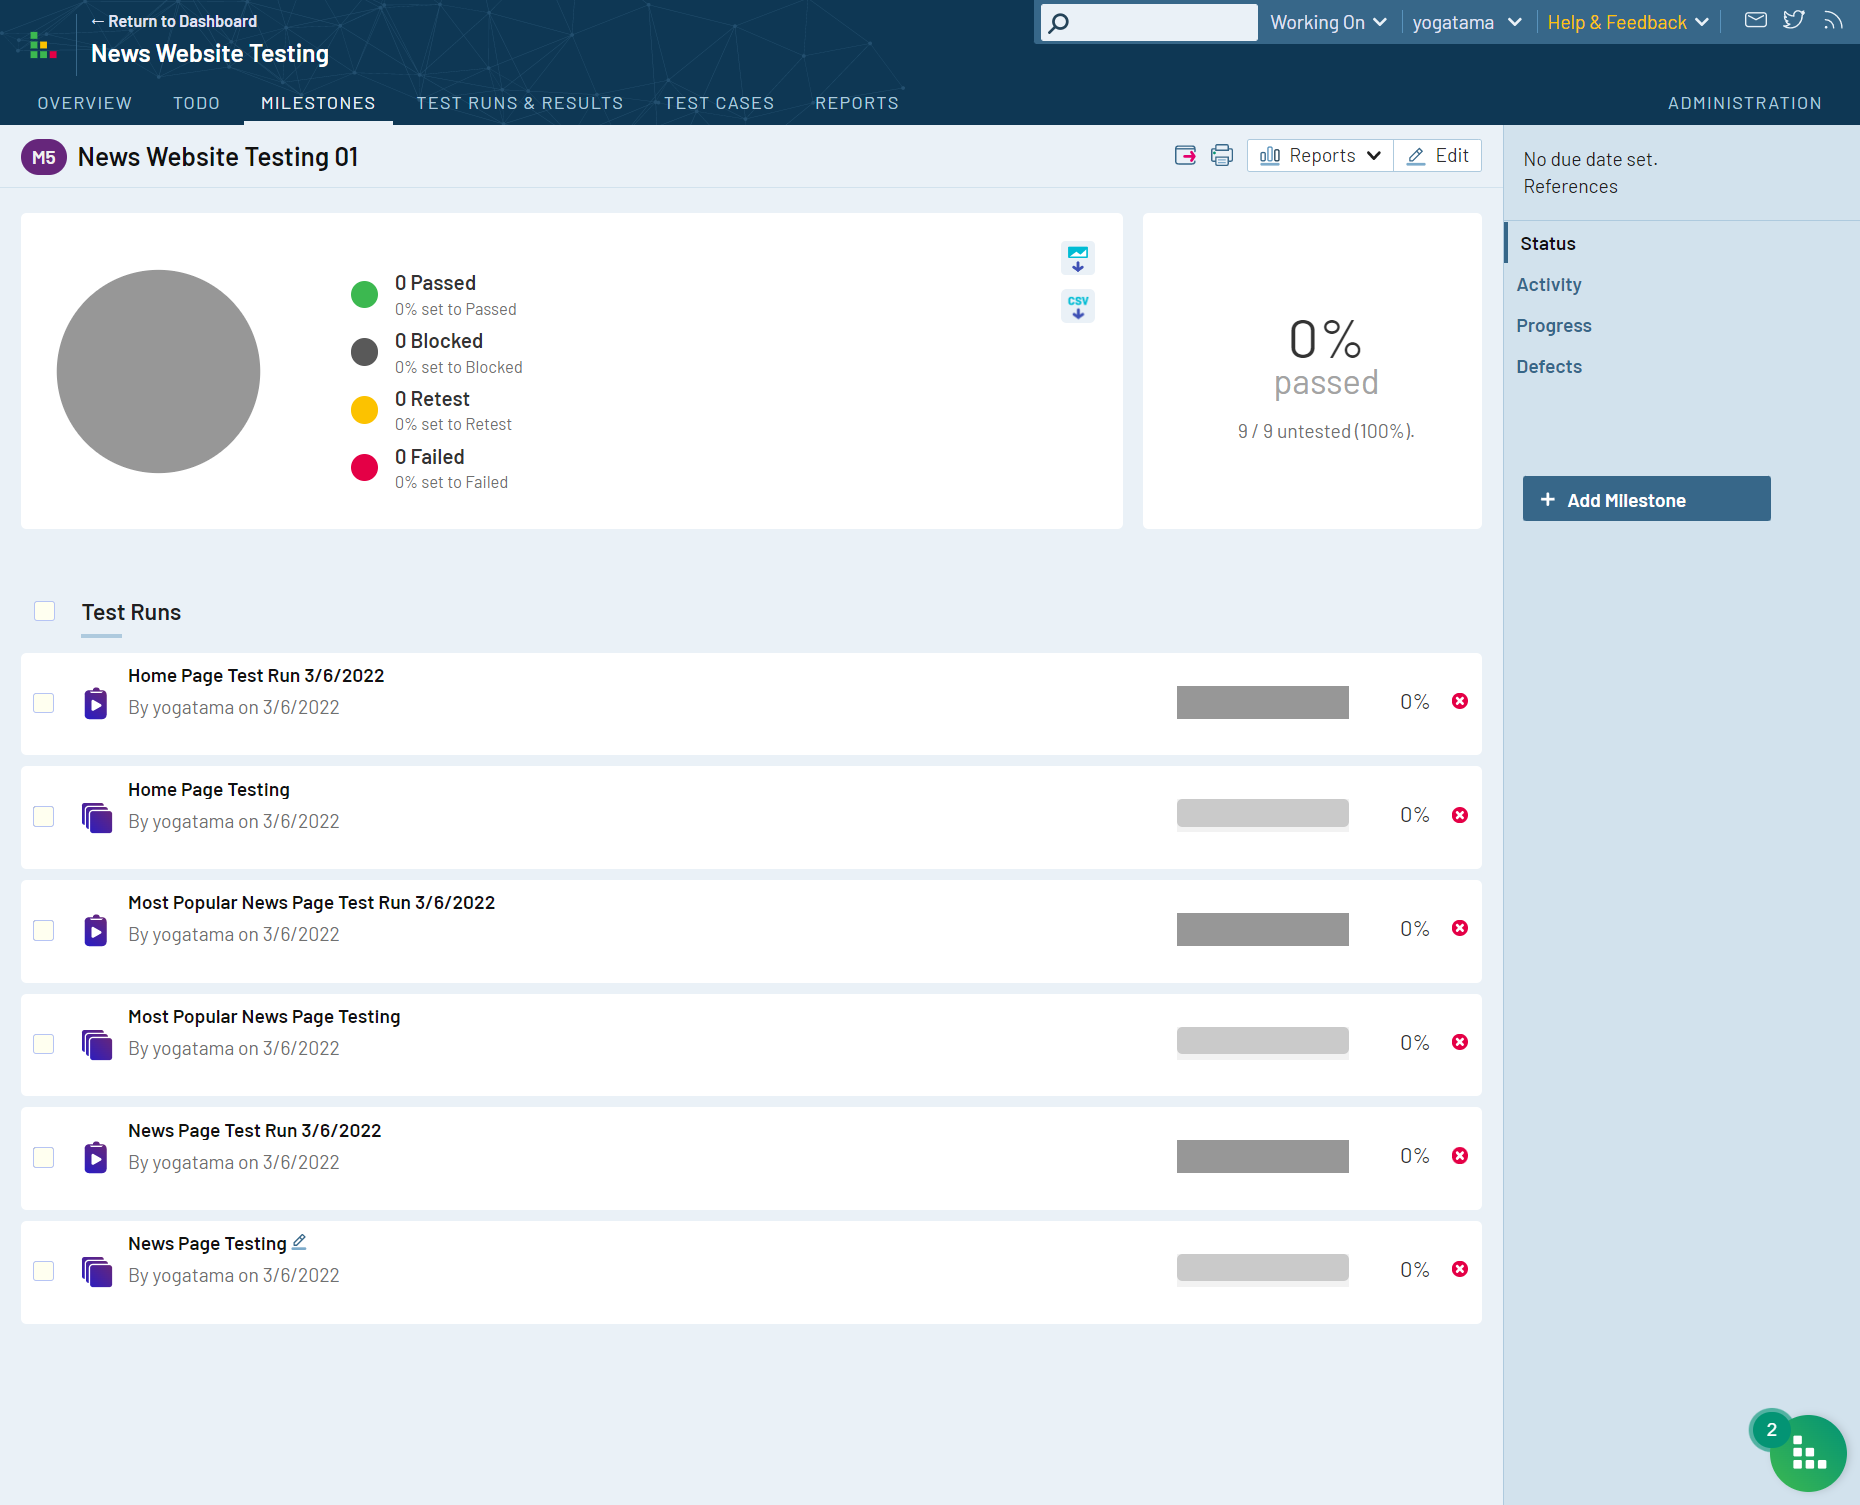 ← Return to Dashboard
News Website Testing
Working On
yogatama
Help & Feedback
OVERVIEW
TODO
MILESTONES
TEST RUNS & RESULTS
TEST CASES
REPORTS
ADMINISTRATION
M5
News Website Testing 01
Reports
Edit
No due date set.
References
Status
Activity
Progress
Defects
+ Add Milestone
0 Passed
0% set to Passed
0 Blocked
0% set to Blocked
0 Retest
0% set to Retest
0 Failed
0% set to Failed
CSV
0%
passed
9 / 9 untested (100%).
Test Runs
Home Page Test Run 3/6/2022
By yogatama on 3/6/2022
0%
Home Page Testing
By yogatama on 3/6/2022
0%
Most Popular News Page Test Run 3/6/2022
By yogatama on 3/6/2022
0%
Most Popular News Page Testing
By yogatama on 3/6/2022
0%
News Page Test Run 3/6/2022
By yogatama on 3/6/2022
0%
News Page Testing
By yogatama on 3/6/2022
0%
2